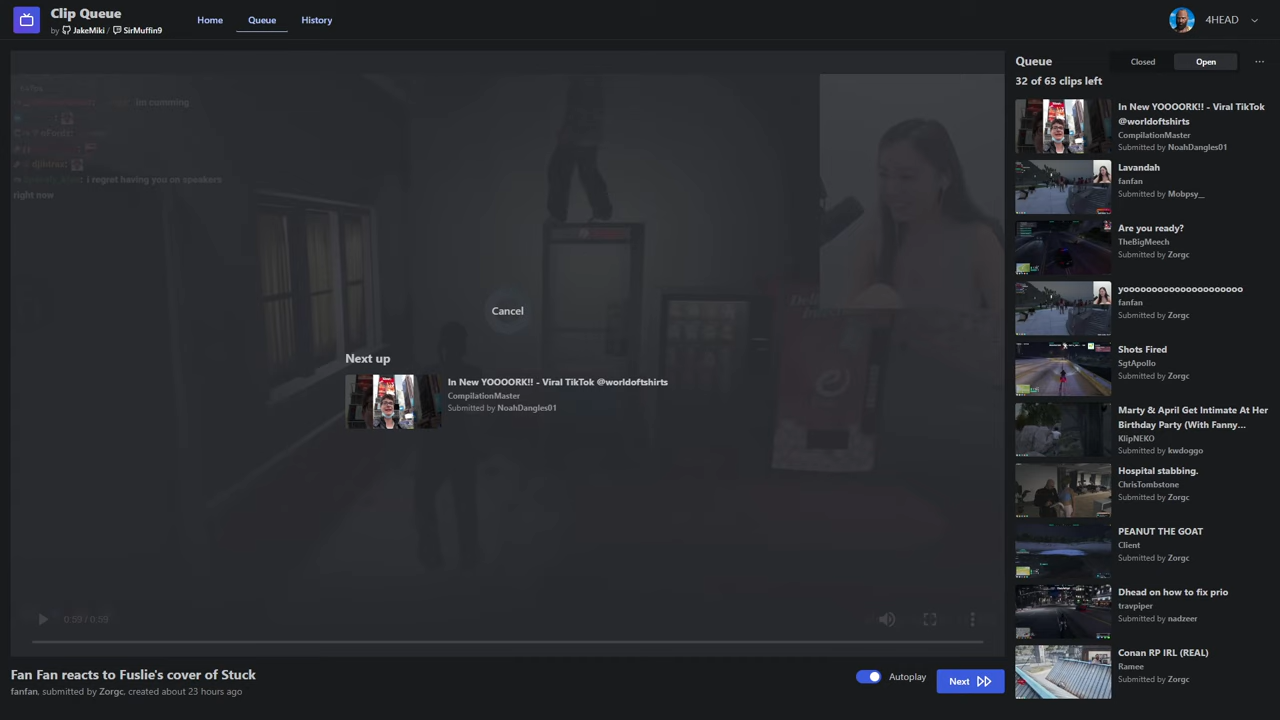 Clip Queue
by JakeMiki / SirMuffin9
Home
Queue
History
4HEAD
im cumming
i regret having you on speakers
right now
Cancel
Next up
In New YOOOORK!! - Viral TikTok @worldoftshirts
CompilationMaster
Submitted by NoahDangles01
0:59 / 0:59
Fan Fan reacts to Fuslie's cover of Stuck
fanfan, submitted by Zorgc, created about 23 hours ago
Autoplay
Next
Queue
Closed
Open
32 of 63 clips left
In New YOOOORK!! - Viral TikTok
@worldoftshirts
CompilationMaster
Submitted by NoahDangles01
Lavandah
fanfan
Submitted by Mobpsy__
Are you ready?
TheBigMeech
Submitted by Zorgc
yoooooooooooooooooooo
fanfan
Submitted by Zorgc
Shots Fired
SgtApollo
Submitted by Zorgc
Marty & April Get Intimate At Her
Birthday Party (With Fanny...
KlipNEKO
Submitted by kwdoggo
Hospital stabbing.
ChrisTombstone
Submitted by Zorgc
PEANUT THE GOAT
Client
Submitted by Zorgc
Dhead on how to fix prio
travpiper
Submitted by nadzeer
Conan RP IRL (REAL)
Ramee
Submitted by Zorgc